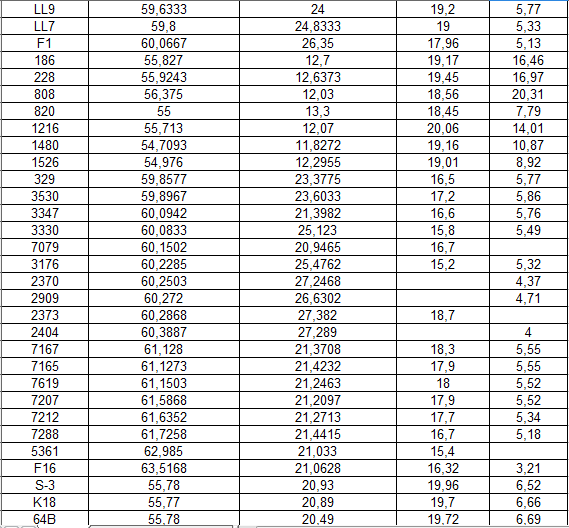 LL9 59,6333 24 19,2 5,77
LL7 59,8 24,8333 19 5,33
F1 60,0667 26,35 17,96 5,13
186 55,827 12,7 19,17 16,46
228 55,9243 12,6373 19,45 16,97
808 56,375 12,03 18,56 20,31
820 55 13,3 18,45 7,79
1216 55,713 12,07 20,06 14,01
1480 54,7093 11,8272 19,16 10,87
1526 54,976 12,2955 19,01 8,92
329 59,8577 23,3775 16,5 5,77
3530 59,8967 23,6033 17,2 5,86
3347 60,0942 21,3982 16,6 5,76
3330 60,0833 25,123 15,8 5,49
7079 60,1502 20,9465 16,7
3176 60,2285 25,4762 15,2 5,32
2370 60,2503 27,2468 4,37
2909 60,272 26,6302 4,71
2373 60,2868 27,382 18,7
2404 60,3887 27,289 4
7167 61,128 21,3708 18,3 5,55
7165 61,1273 21,4232 17,9 5,55
7619 61,1503 21,2463 18 5,52
7207 61,5868 21,2097 17,9 5,52
7212 61,6352 21,2713 17,7 5,34
7288 61,7258 21,4415 16,7 5,18
5361 62,985 21,033 15,4
F16 63,5168 21,0628 16,32 3,21
S-3 55,78 20,93 19,96 6,52
K18 55,77 20,89 19,7 6,66
64B 55,78 20,49 19,72 6,69